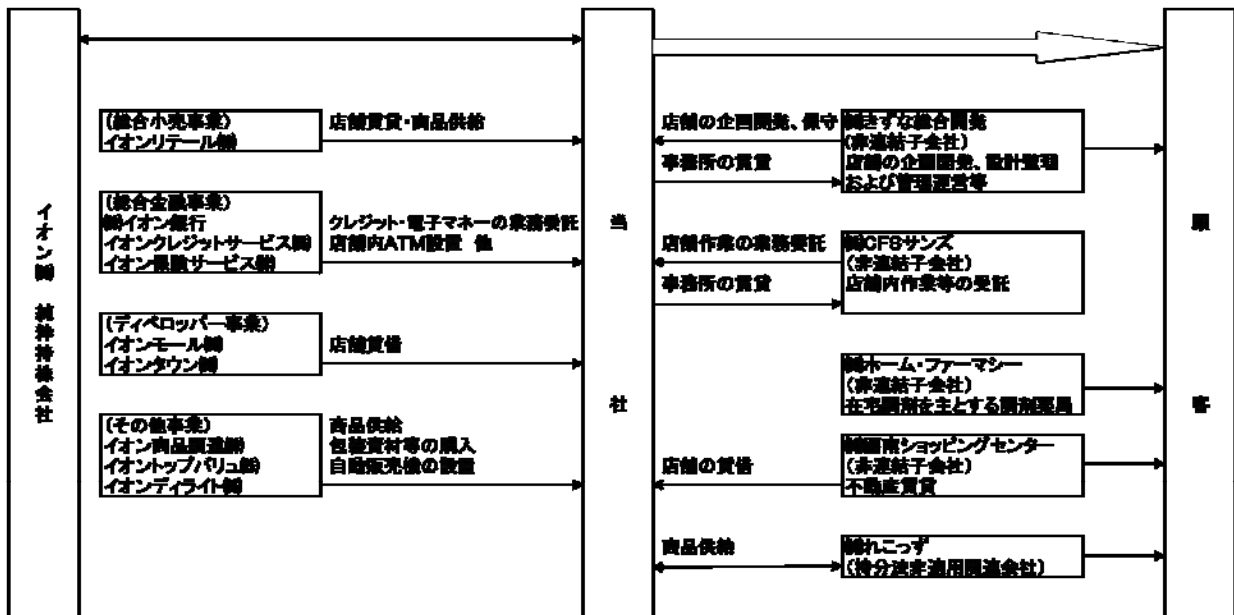 イオン㈱ 純粋持株会社
(総合小売事業)
イオンリテール㈱
店舗賃貸・商品供給
(総合金融事業)
㈱イオン銀行
イオンクレジットサービス㈱
イオン保険サービス㈱
クレジット・電子マネーの業務委託
店舗内ATM設置 他
(ディベロッパー事業)
イオンモール㈱
イオンタウン㈱
店舗賃借
(その他事業)
イオン商品調達㈱
イオントップバリュ㈱
イオンディライト㈱
商品供給
包装資材等の購入
自動販売機の設置
当社
店舗の企画開発、保守
事務所の賃貸
㈱きずな総合開発
(非連結子会社)
店舗の企画開発、設計監理
および管理運営等
店舗作業の業務委託
事務所の賃貸
㈱CFSサンズ
(非連結子会社)
店舗内作業等の受託
㈱ホーム・ファーマシー
(非連結子会社)
在宅調剤を主とする調剤薬局
店舗の賃借
ショッピングセンター
(非連結子会社)
不動産賃貸
商品供給
㈱れこっず
(持分法非適用関連会社)
顧客